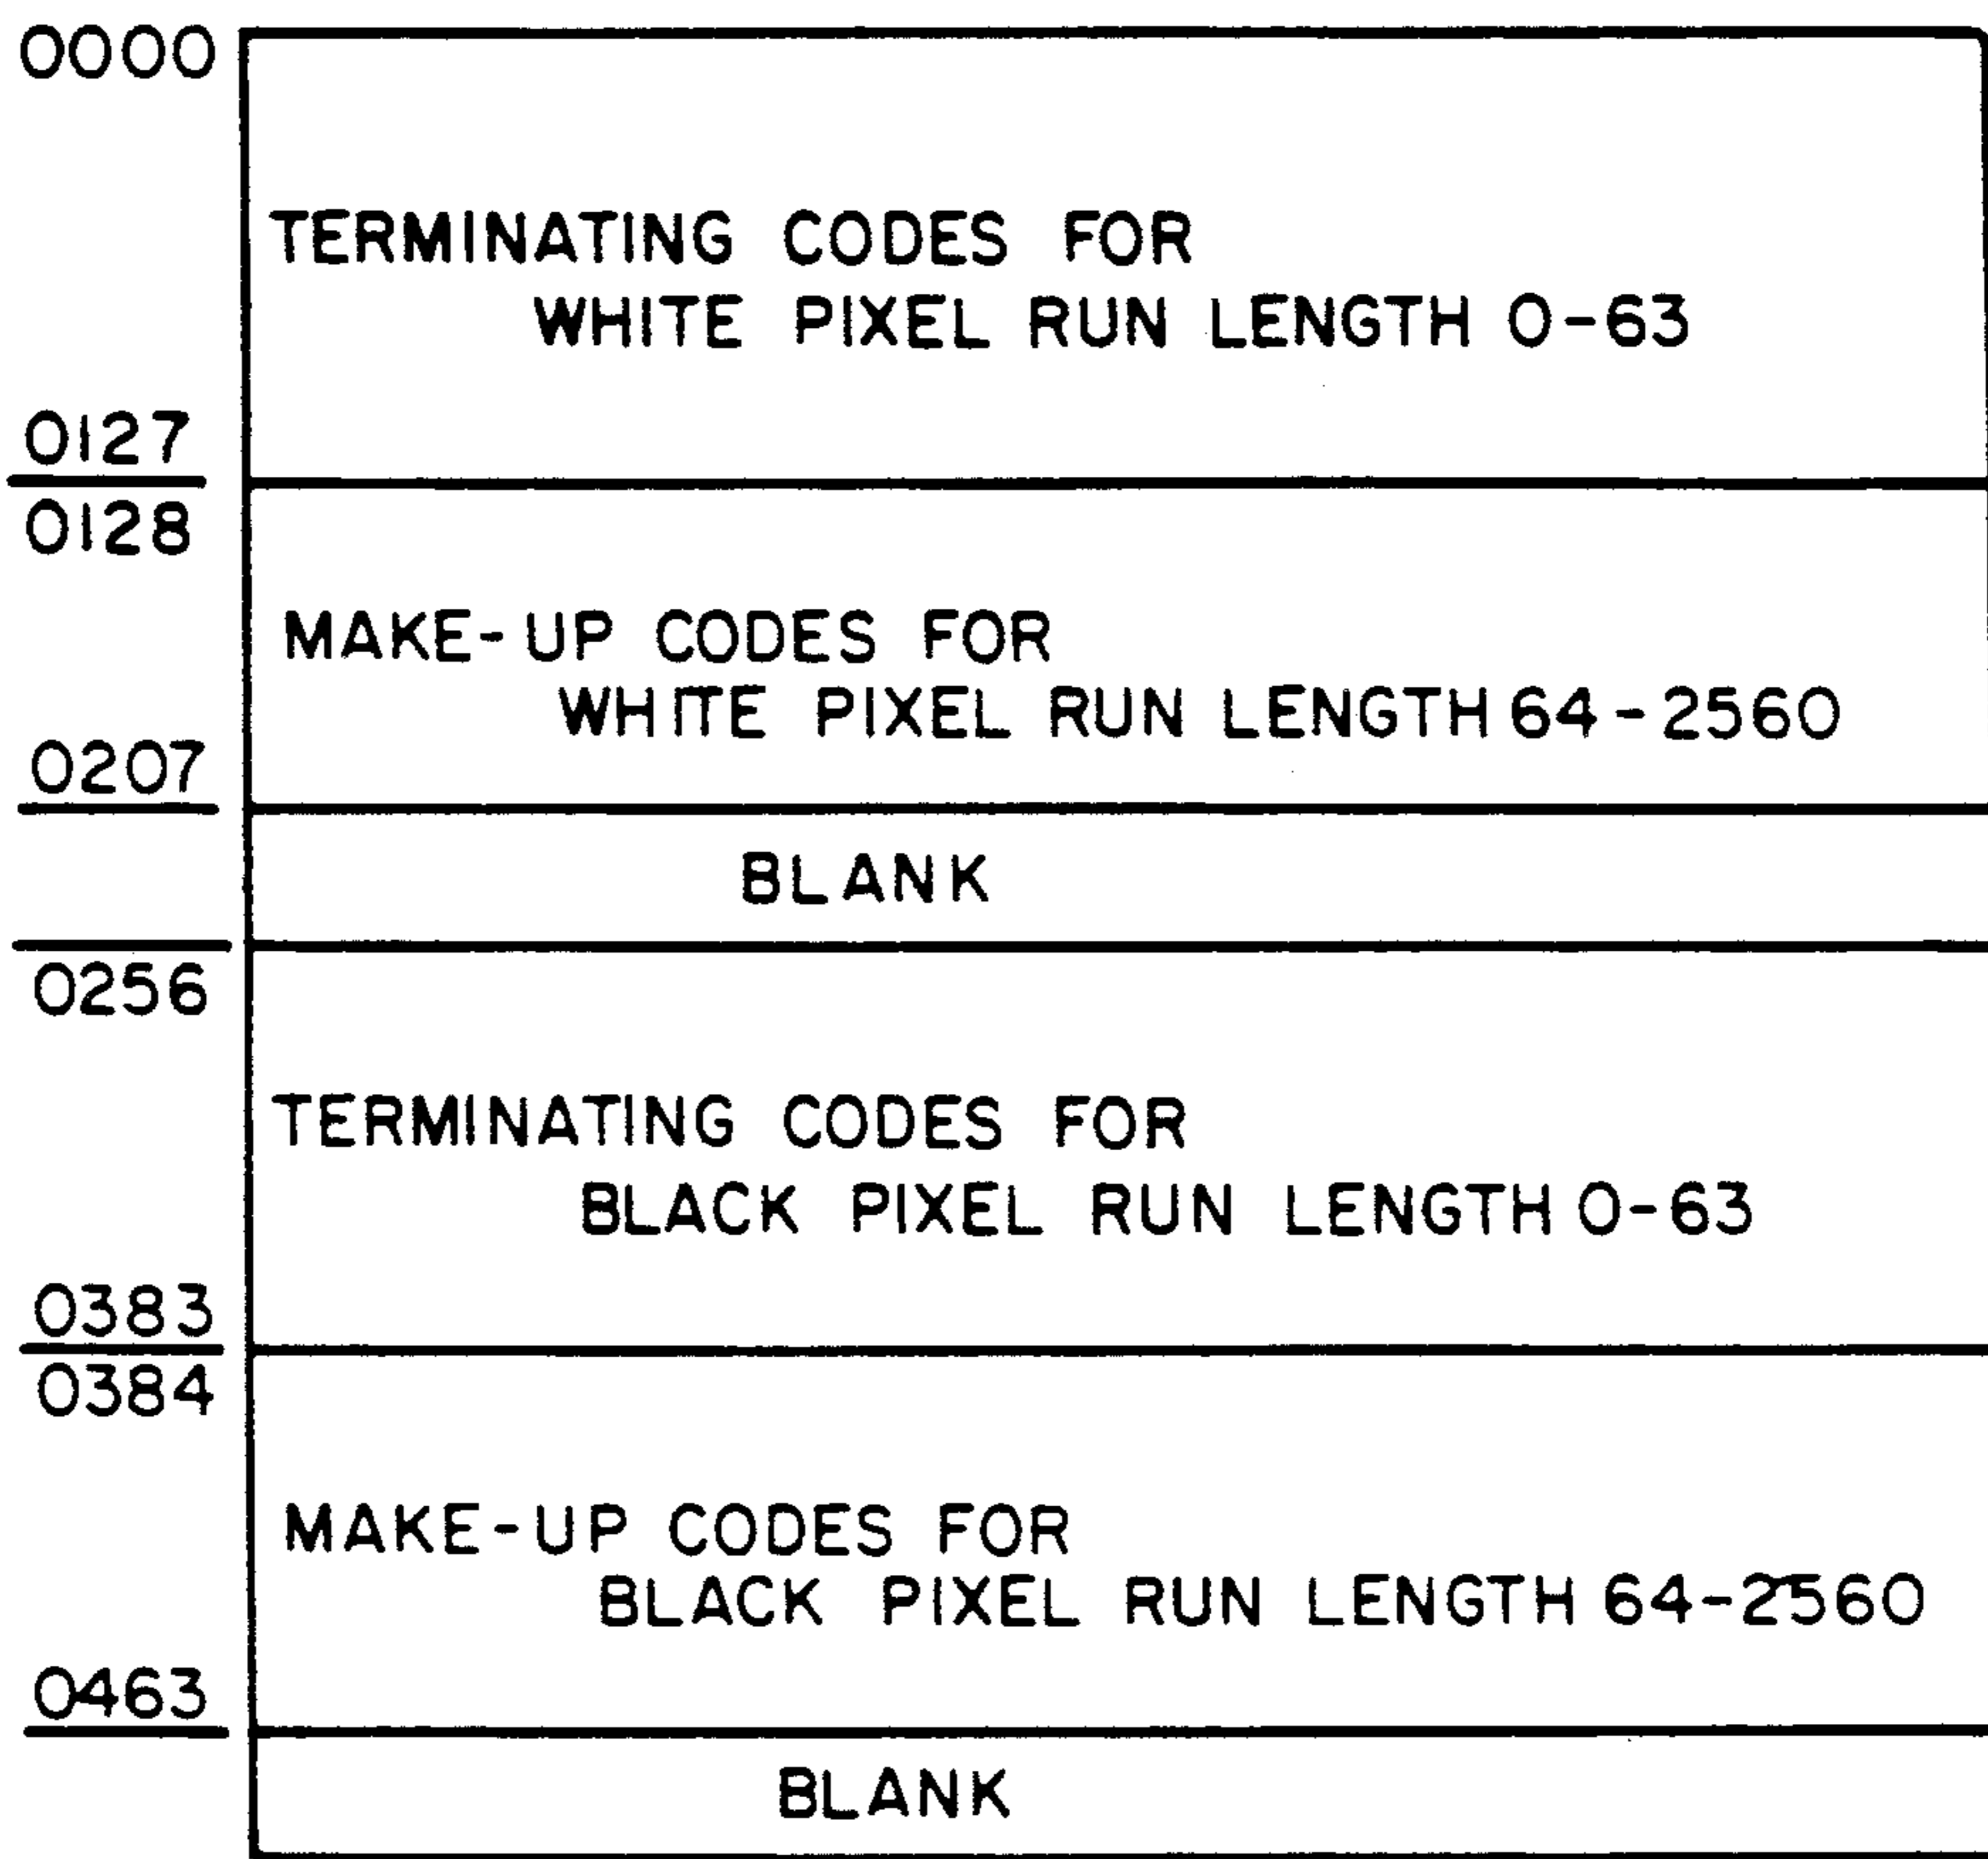 0000
TERMINATING CODES FOR
WHITE PIXEL RUN LENGTH 0-63
0127
0128
MAKE-UP CODES FOR
WHITE PIXEL RUN LENGTH 64-2560
0207
BLANK
0256
TERMINATING CODES FOR
BLACK PIXEL RUN LENGTH 0-63
0383
0384
MAKE-UP CODES FOR
BLACK PIXEL RUN LENGTH 64-2560
0463
BLANK